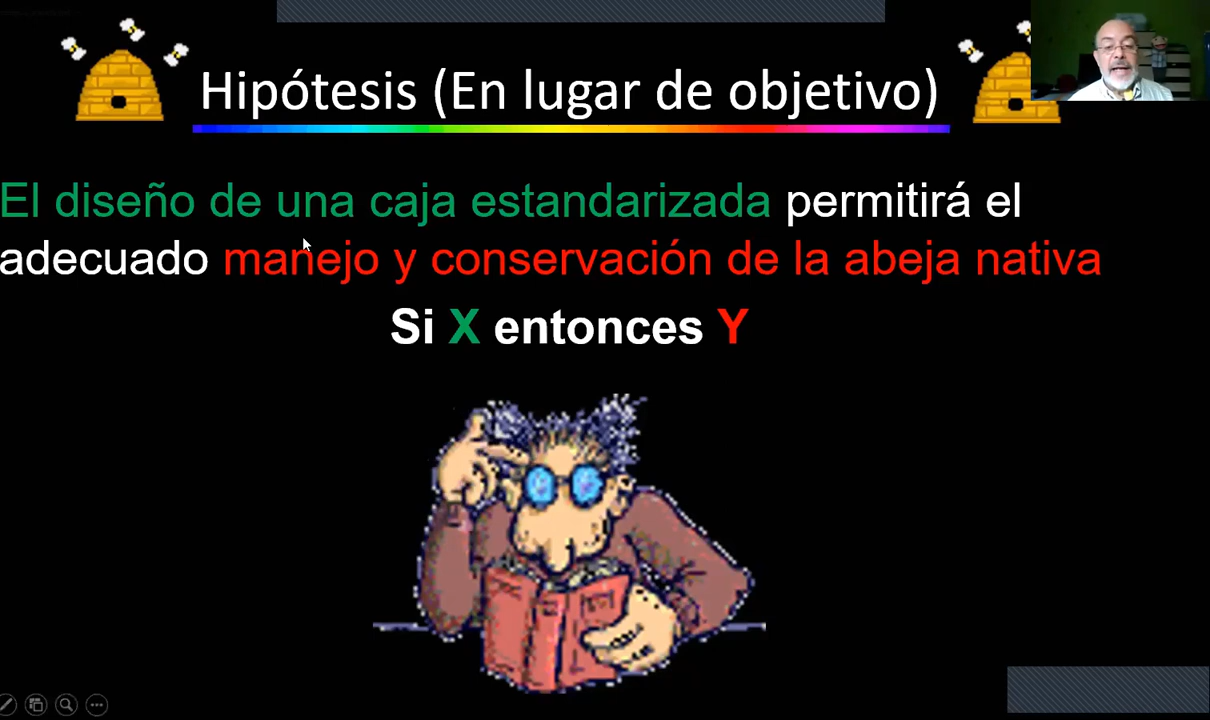 Hipótesis (En lugar de objetivo)
El diseño de una caja estandarizada permitirá el
adecuado manejo y conservación de la abeja nativa
Si X entonces Y